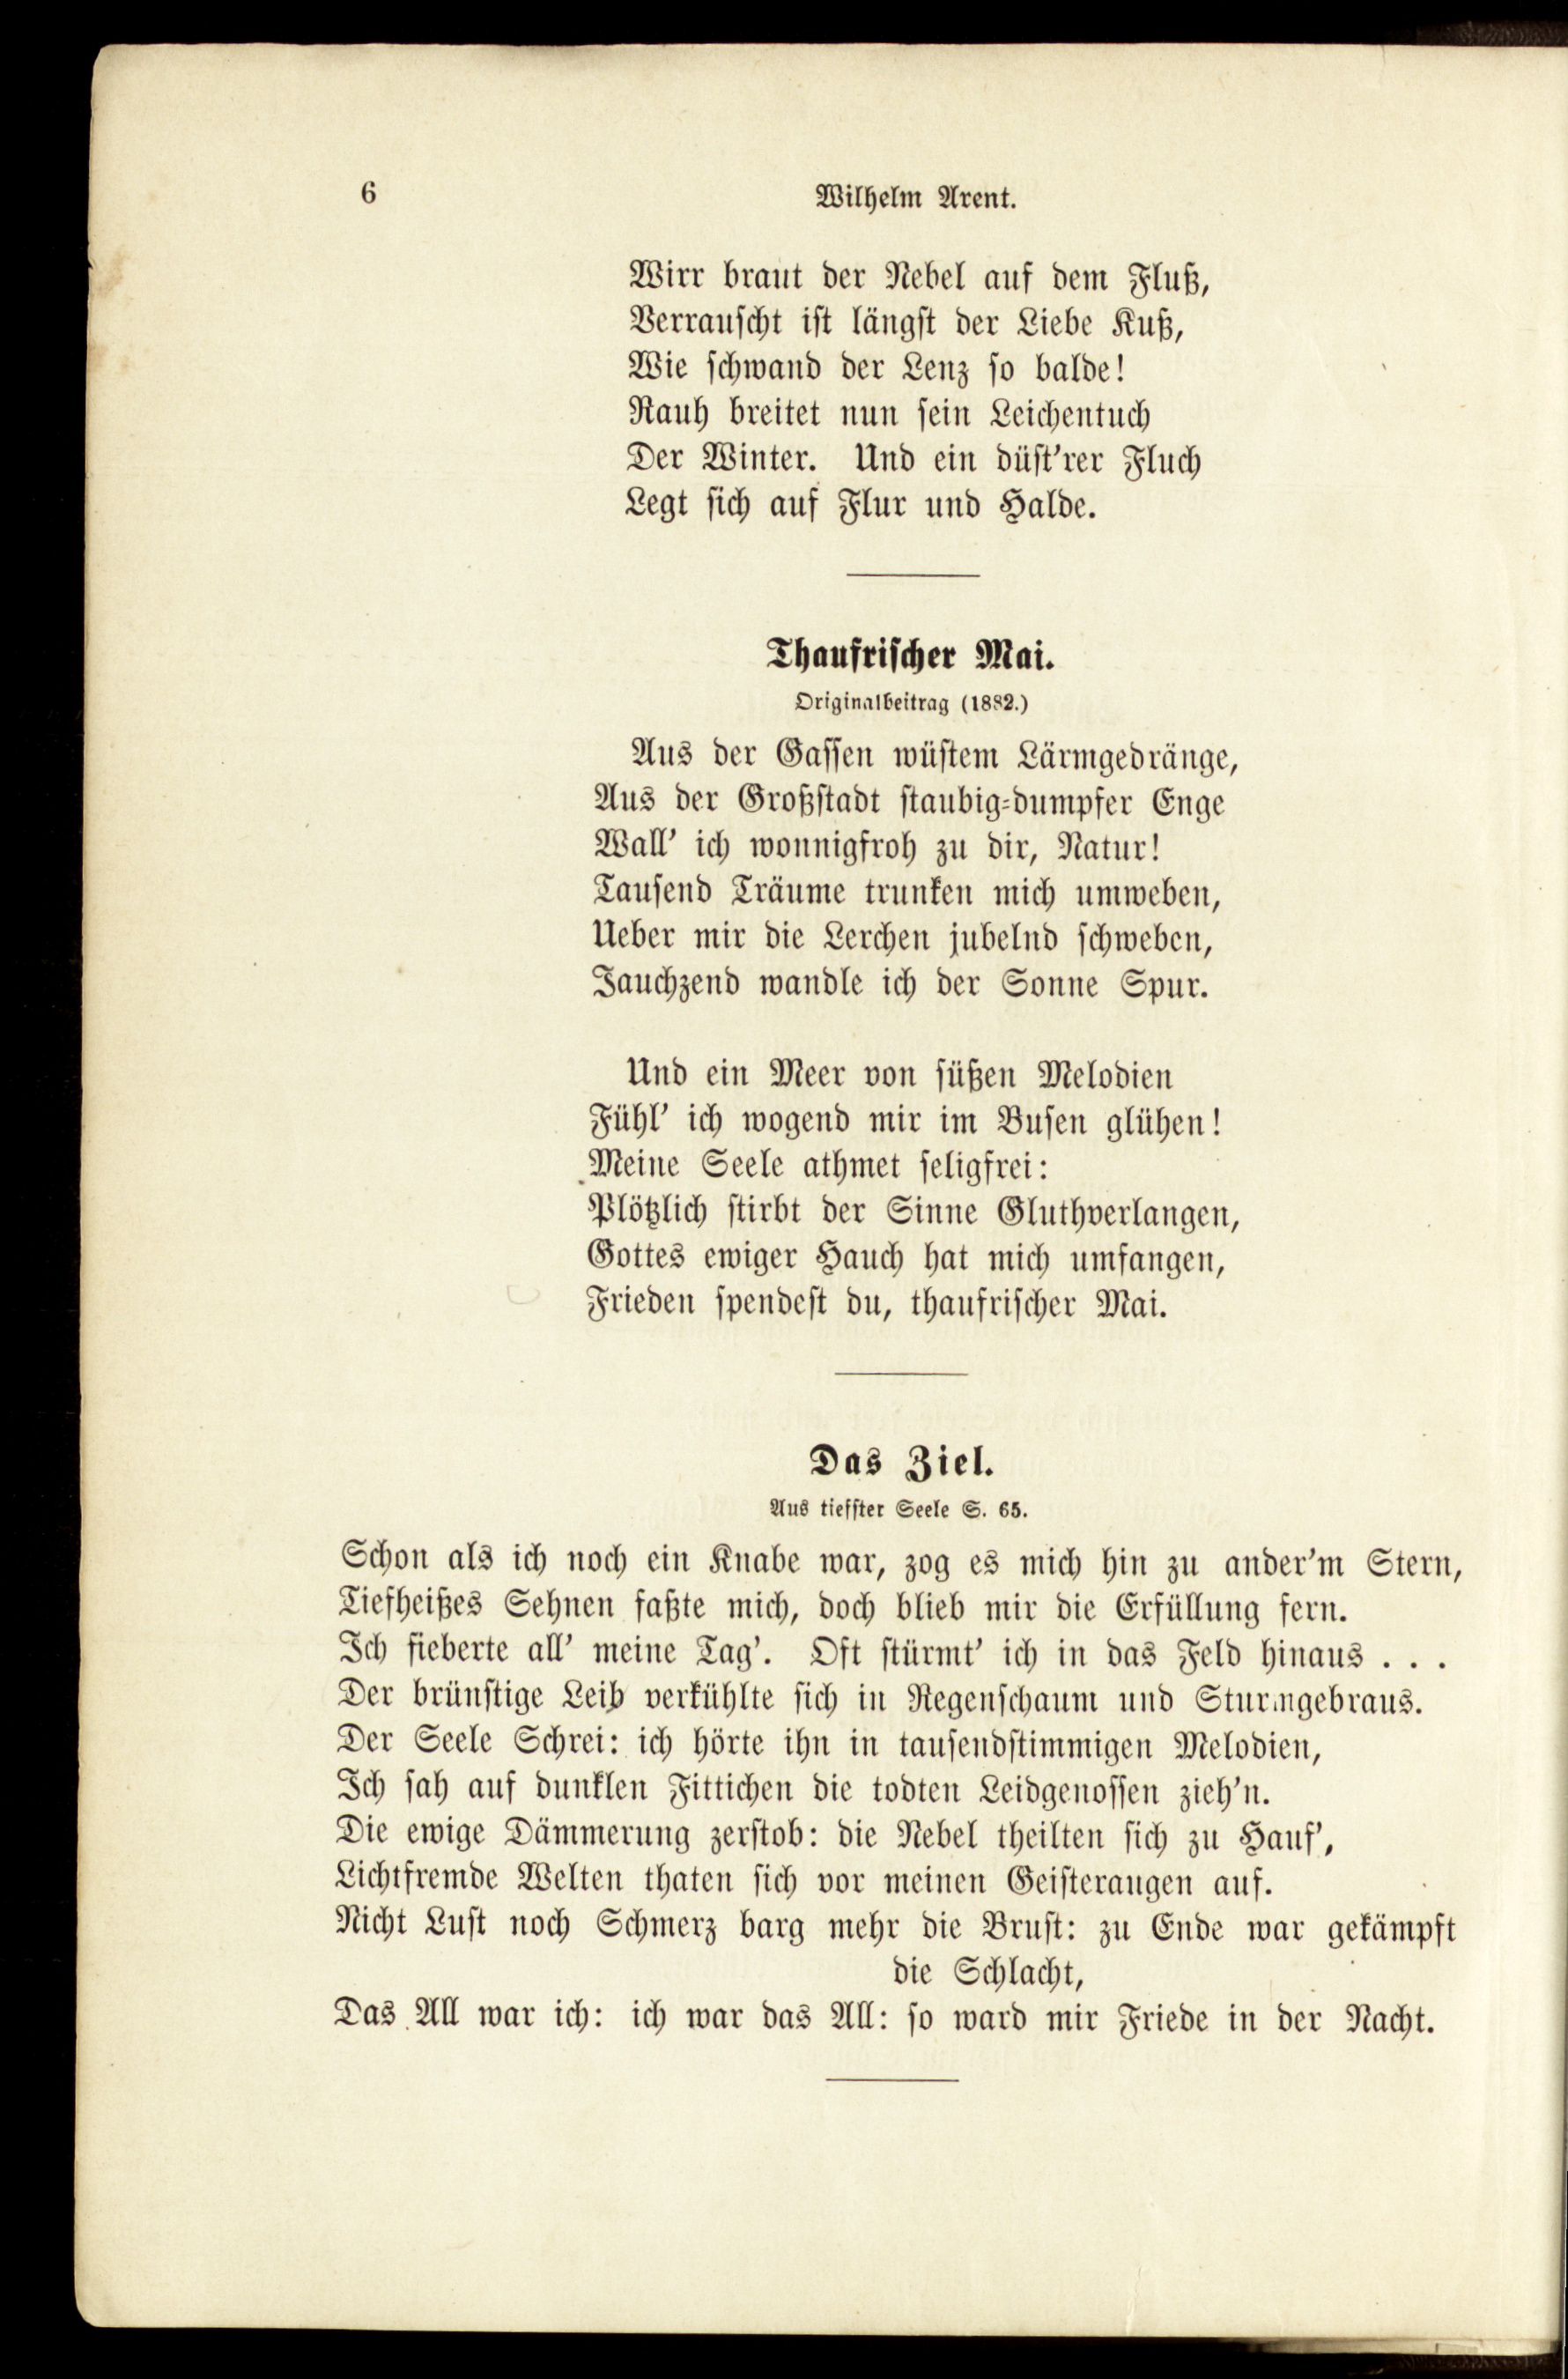 6
Wilhelm Arent.
Wirr braut der Nebel auf dem Fluß,
Verrauscht ist längst der Liebe Kuß,
Wie schwand der Lenz so balde!
Rauh breitet nun sein Leichentuch
Der Winter. Und ein düst'rer Fluch
Legt sich auf Flur und Halde.
Thaufrischer Mai.
Originalbeitrag (1882.)
Aus der Gassen wüstem Lärmgedränge,
Aus der Großstadt staubig-dumpfer Enge
Wall' ich wonnigfroh zu dir, Natur!
Tausend Träume trunken mich umweben,
Ueber mir die Lerchen jubelnd schweben,
Jauchzend wandle ich der Sonne Spur.
Und ein Meer von süßen Melodien
Fühl' ich wogend mir im Busen glühen!
Meine Seele athmet seligfrei:
Plötzlich stirbt der Sinne Gluthverlangen,
Gottes ewiger Hauch hat mich umfangen,
Frieden spendest du, thaufrischer Mai.
Das Ziel.
Aus tiefster Seele S. 65.
Schon als ich noch ein Knabe war, zog es mich hin zu ander'm Stern,
Tiefheißes Sehnen faßte mich, doch blieb mir die Erfüllung fern.
Ich fieberte all' meine Tag'. Oft stürmt' ich in das Feld hinaus . . .
Der brünstige Leib verkühlte sich in Regenschaum und Sturmgebraus.
Der Seele Schrei: ich hörte ihn in tausendstimmigen Melodien,
Ich sah auf dunklen Fittichen die todten Leidgenossen zieh'n.
Die ewige Dämmerung zerstob: die Nebel theilten sich zu Hauf',
Lichtfremde Welten thaten sich vor meinen Geisteraugen auf.
Nicht Lust noch Schmerz barg mehr die Brust: zu Ende war gekämpft
die Schlacht,
Das All war ich: ich war das All: so ward mir Friede in der Nacht.